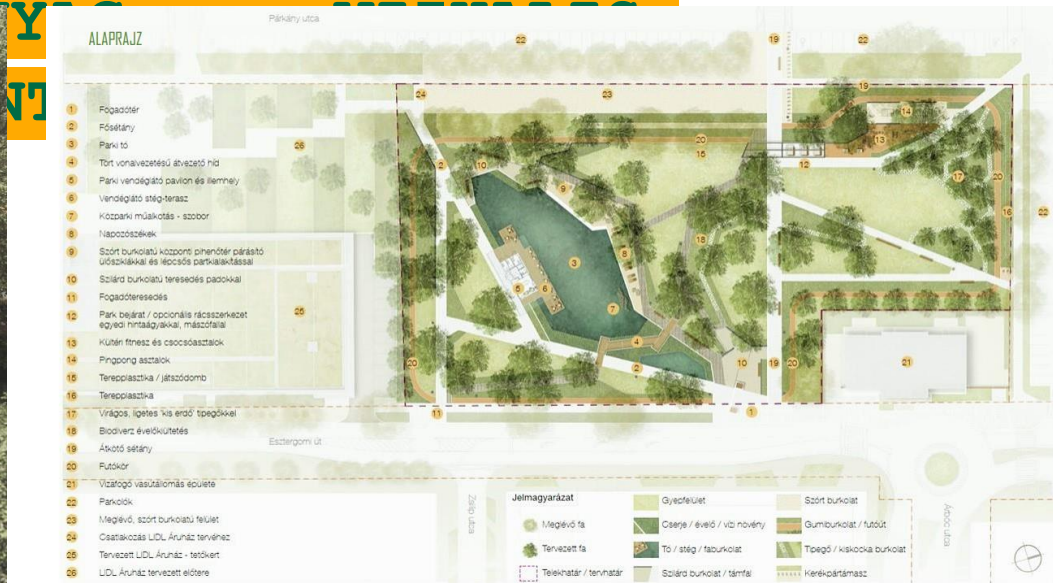 Párkány utca
ALAPRAJZ
1 Fogadótér
2 Fősétány
3 Parki tó
4 Tört vonalvezetésű átvezető híd
5 Parki vendéglátó pavilon és illemhely
6 Vendéglátó stég-terasz
7 Közparki műalkotás - szobor
8 Napozószékek
9 Szórt burkolatú központi pihenőtér párásító
ülősziklákkal és lépcsős partkialakítással
10 Szilárd burkolatú teresedés padokkal
11 Fogadóteresedés
12 Park bejárat / opcionális rácsszerkezet
egyedi hintaágyakkal, mászófallal
13 Kültéri fitnesz és csocsóasztalok
14 Pingpong asztalok
15 Terepplasztika / játszódomb
16 Terepplasztika
17 Virágos, ligetes 'kis erdő' tipegőkkel
18 Biodiverz évelőkiültetés
19 Átkötő sétány
20 Futókör
21 Vizafogó vasútállomás épülete
22 Parkolók
23 Meglévő, szórt burkolatú felület
24 Csatlakozás LIDL Áruház tervéhez
25 Tervezett LIDL Áruház - tetőkert
26 LIDL Áruház tervezett előtere
Esztergomi út
Zsilip utca
Árbóc utca
Jelmagyarázat
Meglévő fa
Tervezett fa
Telekhatár / tervhatár
Gyepfelület
Cserje / évelő / vízi növény
Tó / stég / faburkolat
Szilárd burkolat / támfal
Szórt burkolat
Gumiburkolat / futóút
Tipegő / kiskocka burkolat
Kerékpártámasz